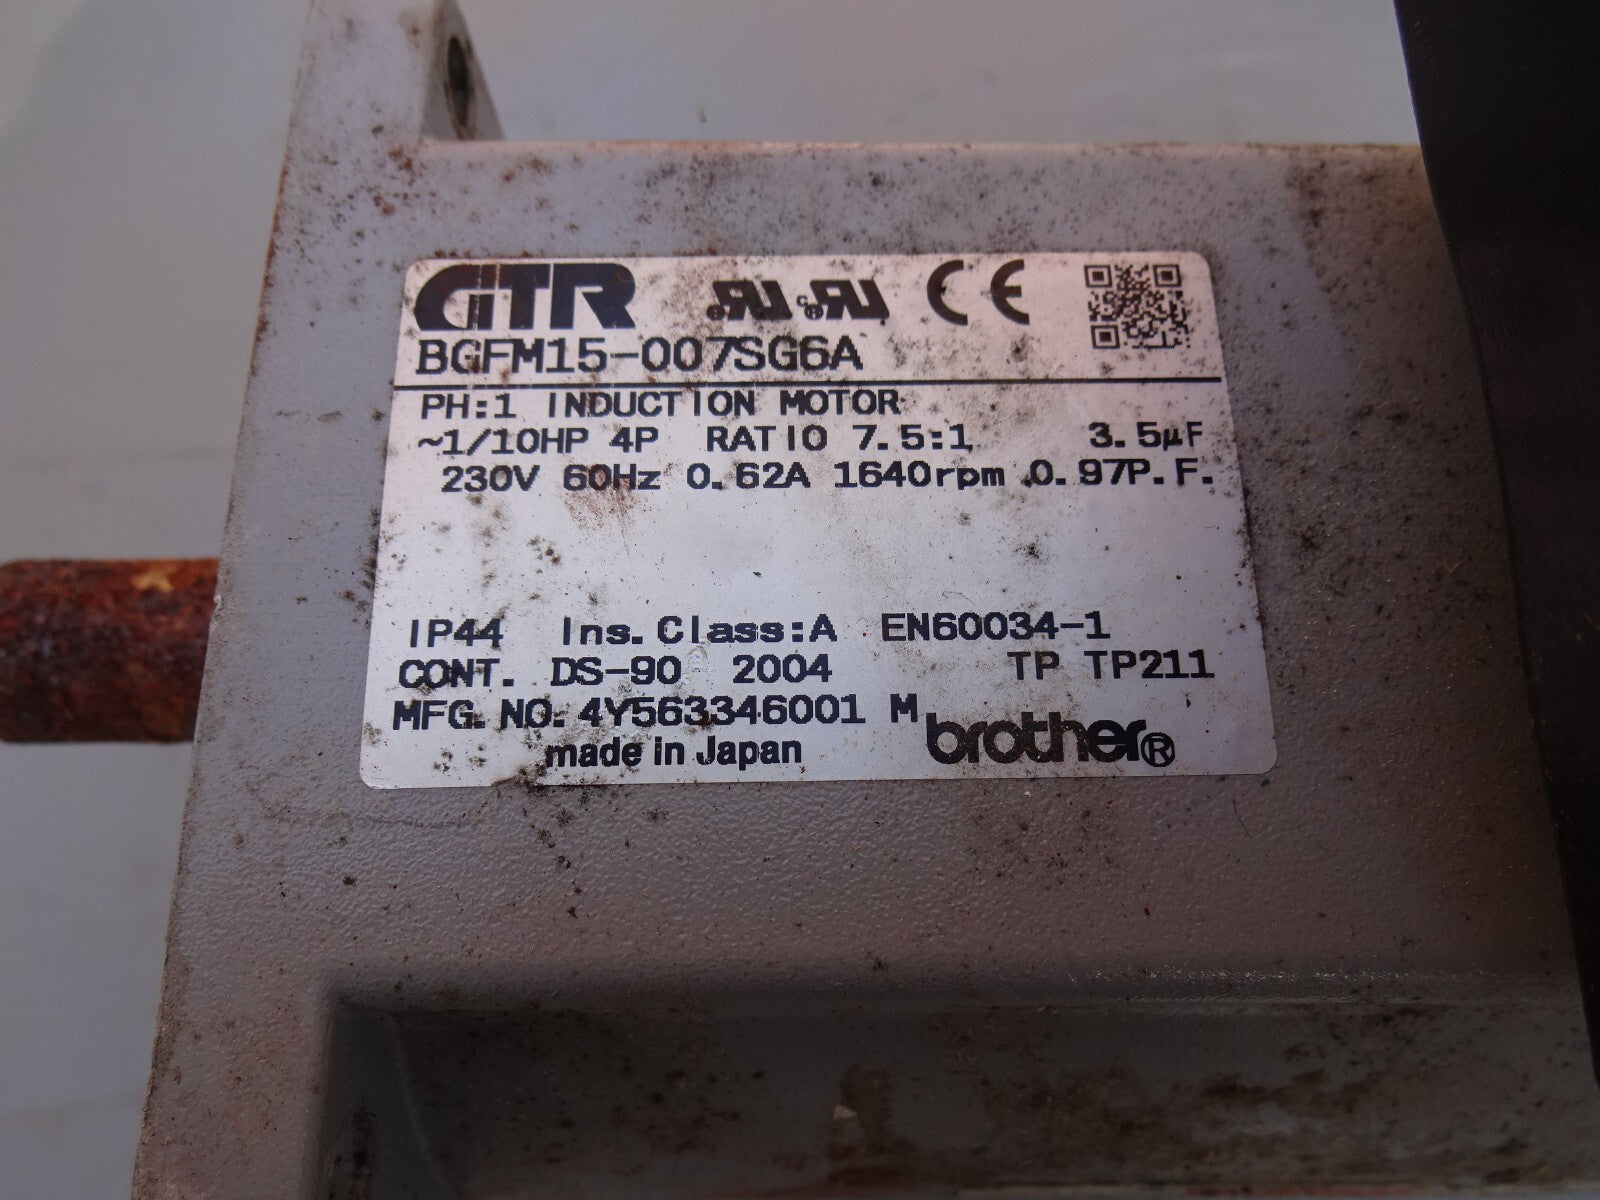 GTR
BGFM15-007SG6A
PH:1 INDUCTION MOTOR
~1/10HP 4P RATIO 7.5:1 3.5µF
230V 60Hz 0.62A 1640rpm 0.97P.F.
IP44 Ins.Class:A EN60034-1
CONT. DS-90 2004 TP TP211
MFG.NO.4Y563346001 M
made in Japan brother®